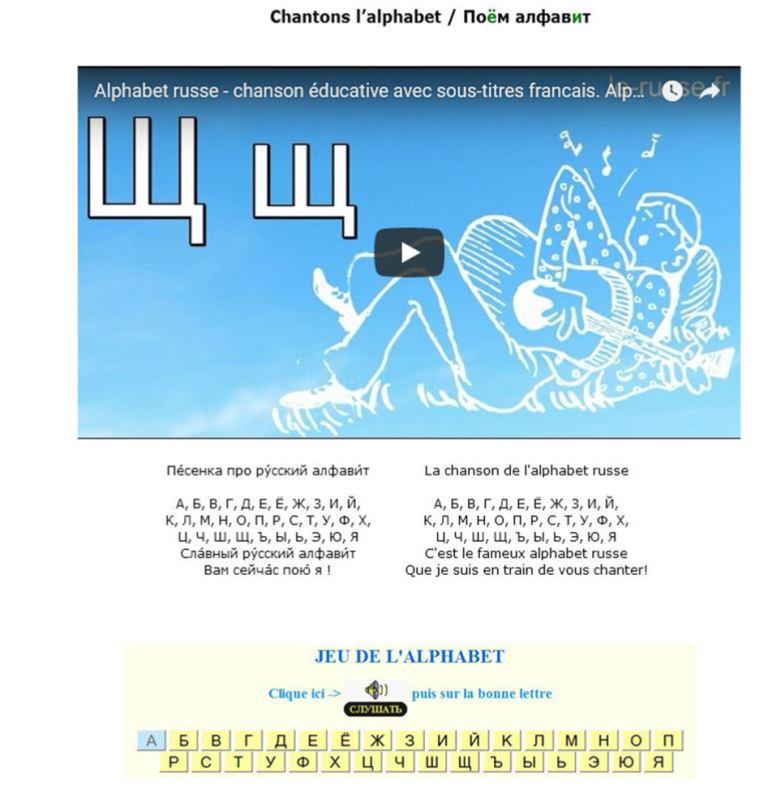 Chantons l'alphabet / Поём алфавит
Alphabet russe - chanson éducative avec sous-titres francais. Alp...
Щ щ
Пе́сенка про ру́сский алфави́т
А, Б, В, Г, Д, Е, Ё, Ж, З, И, Й,
К, Л, М, Н, О, П, Р, С, Т, У, Ф, Х,
Ц, Ч, Ш, Щ, Ъ, Ы, Ь, Э, Ю, Я
Сла́вный ру́сский алфави́т
Вам сейча́с пою́ я !
La chanson de l'alphabet russe
А, Б, В, Г, Д, Е, Ё, Ж, З, И, Й,
К, Л, М, Н, О, П, Р, С, Т, У, Ф, Х,
Ц, Ч, Ш, Щ, Ъ, Ы, Ь, Э, Ю, Я
C'est le fameux alphabet russe
Que je suis en train de vous chanter!
JEU DE L'ALPHABET
Clique ici -> puis sur la bonne lettre
СЛУШАТЬ
А Б В Г Д Е Ё Ж З И Й К Л М Н О П
Р С Т У Ф Х Ц Ч Ш Щ Ъ Ы Ь Э Ю Я